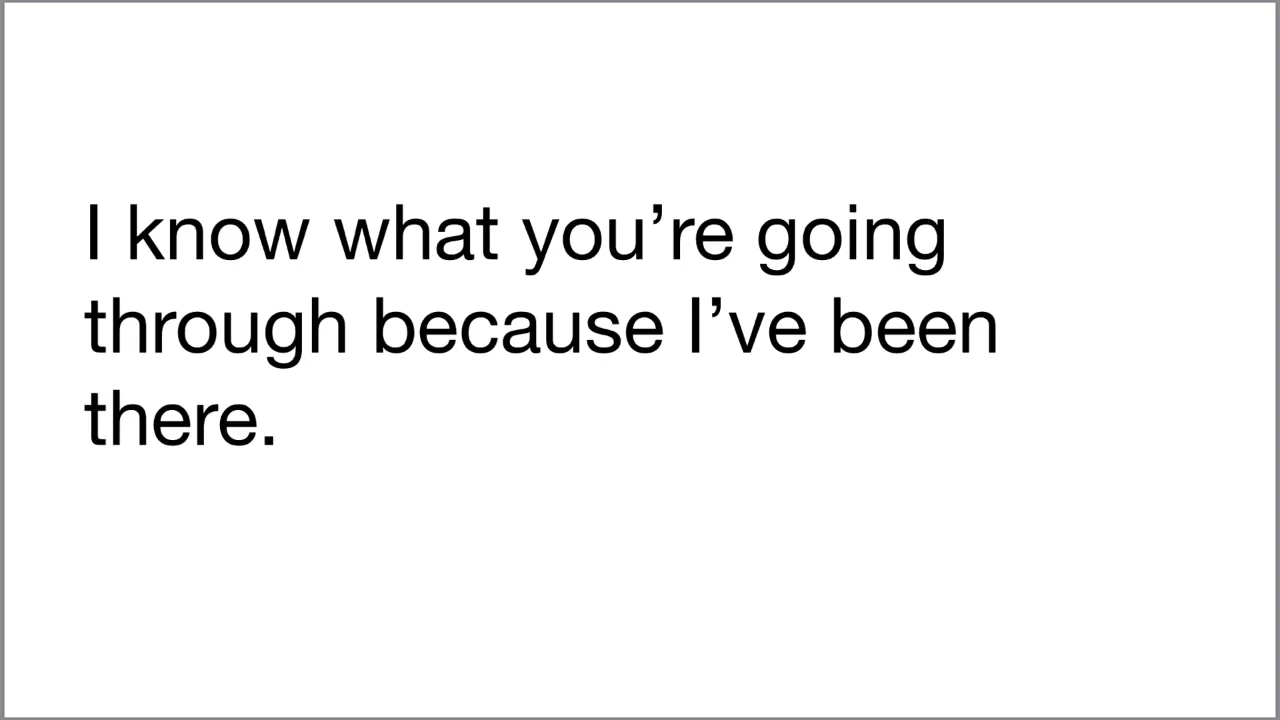 I know what you’re going
through because I’ve been
there.